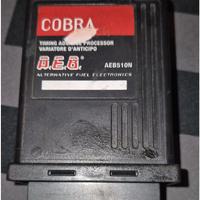 COBRA
TIMING ADVANCE PROCESSOR
VARIATORE D'ANTICIPO
A.E.B.
AEB510N
ALTERNATIVE FUEL ELECTRONICS